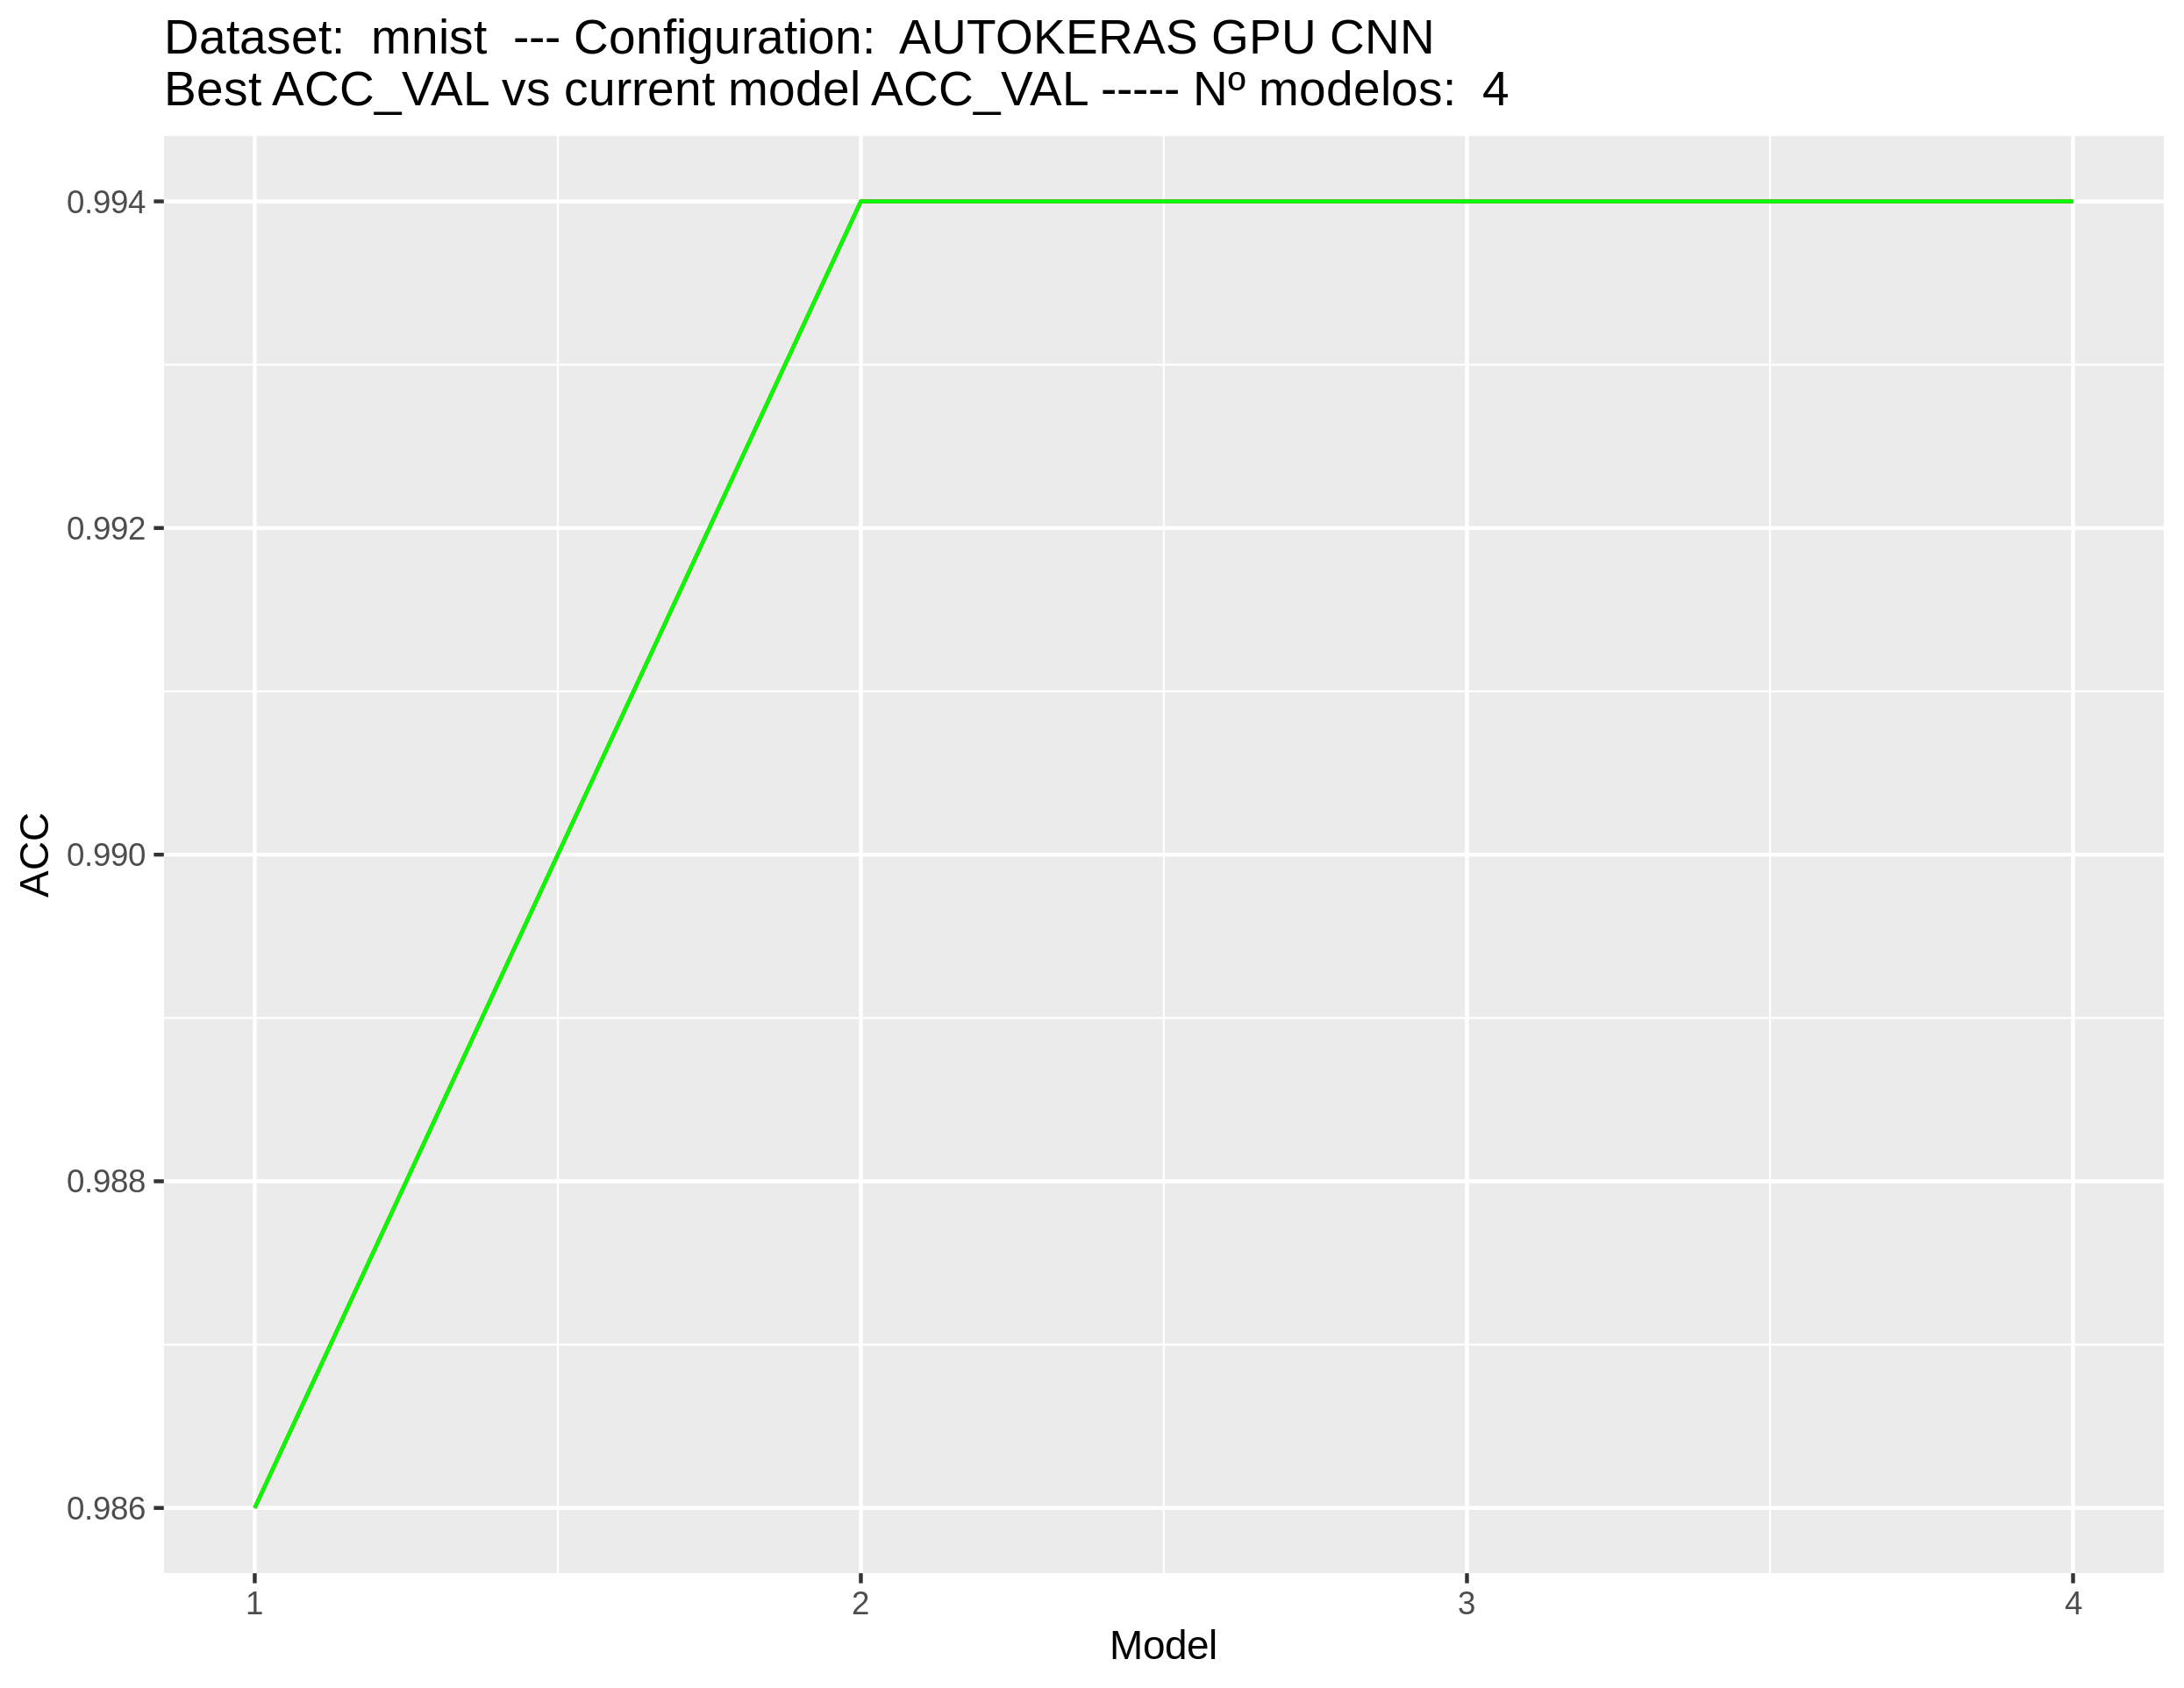 Dataset:  mnist  --- Configuration:  AUTOKERAS GPU CNN
Best ACC_VAL vs current model ACC_VAL ----- Nº modelos:  4
0.994
0.992
0.990
0.988
0.986
ACC
1 2 3 4
Model